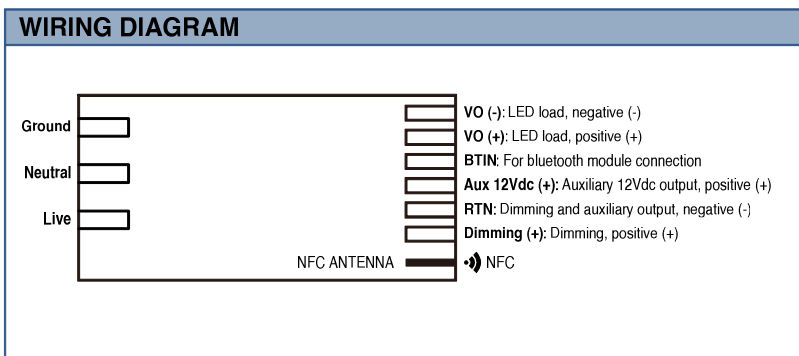 WIRING DIAGRAM
Ground
Neutral
Live
VO (-): LED load, negative (-)
VO (+): LED load, positive (+)
BTIN: For bluetooth module connection
Aux 12Vdc (+): Auxiliary 12Vdc output, positive (+)
RTN: Dimming and auxiliary output, negative (-)
Dimming (+): Dimming, positive (+)
NFC ANTENNA NFC